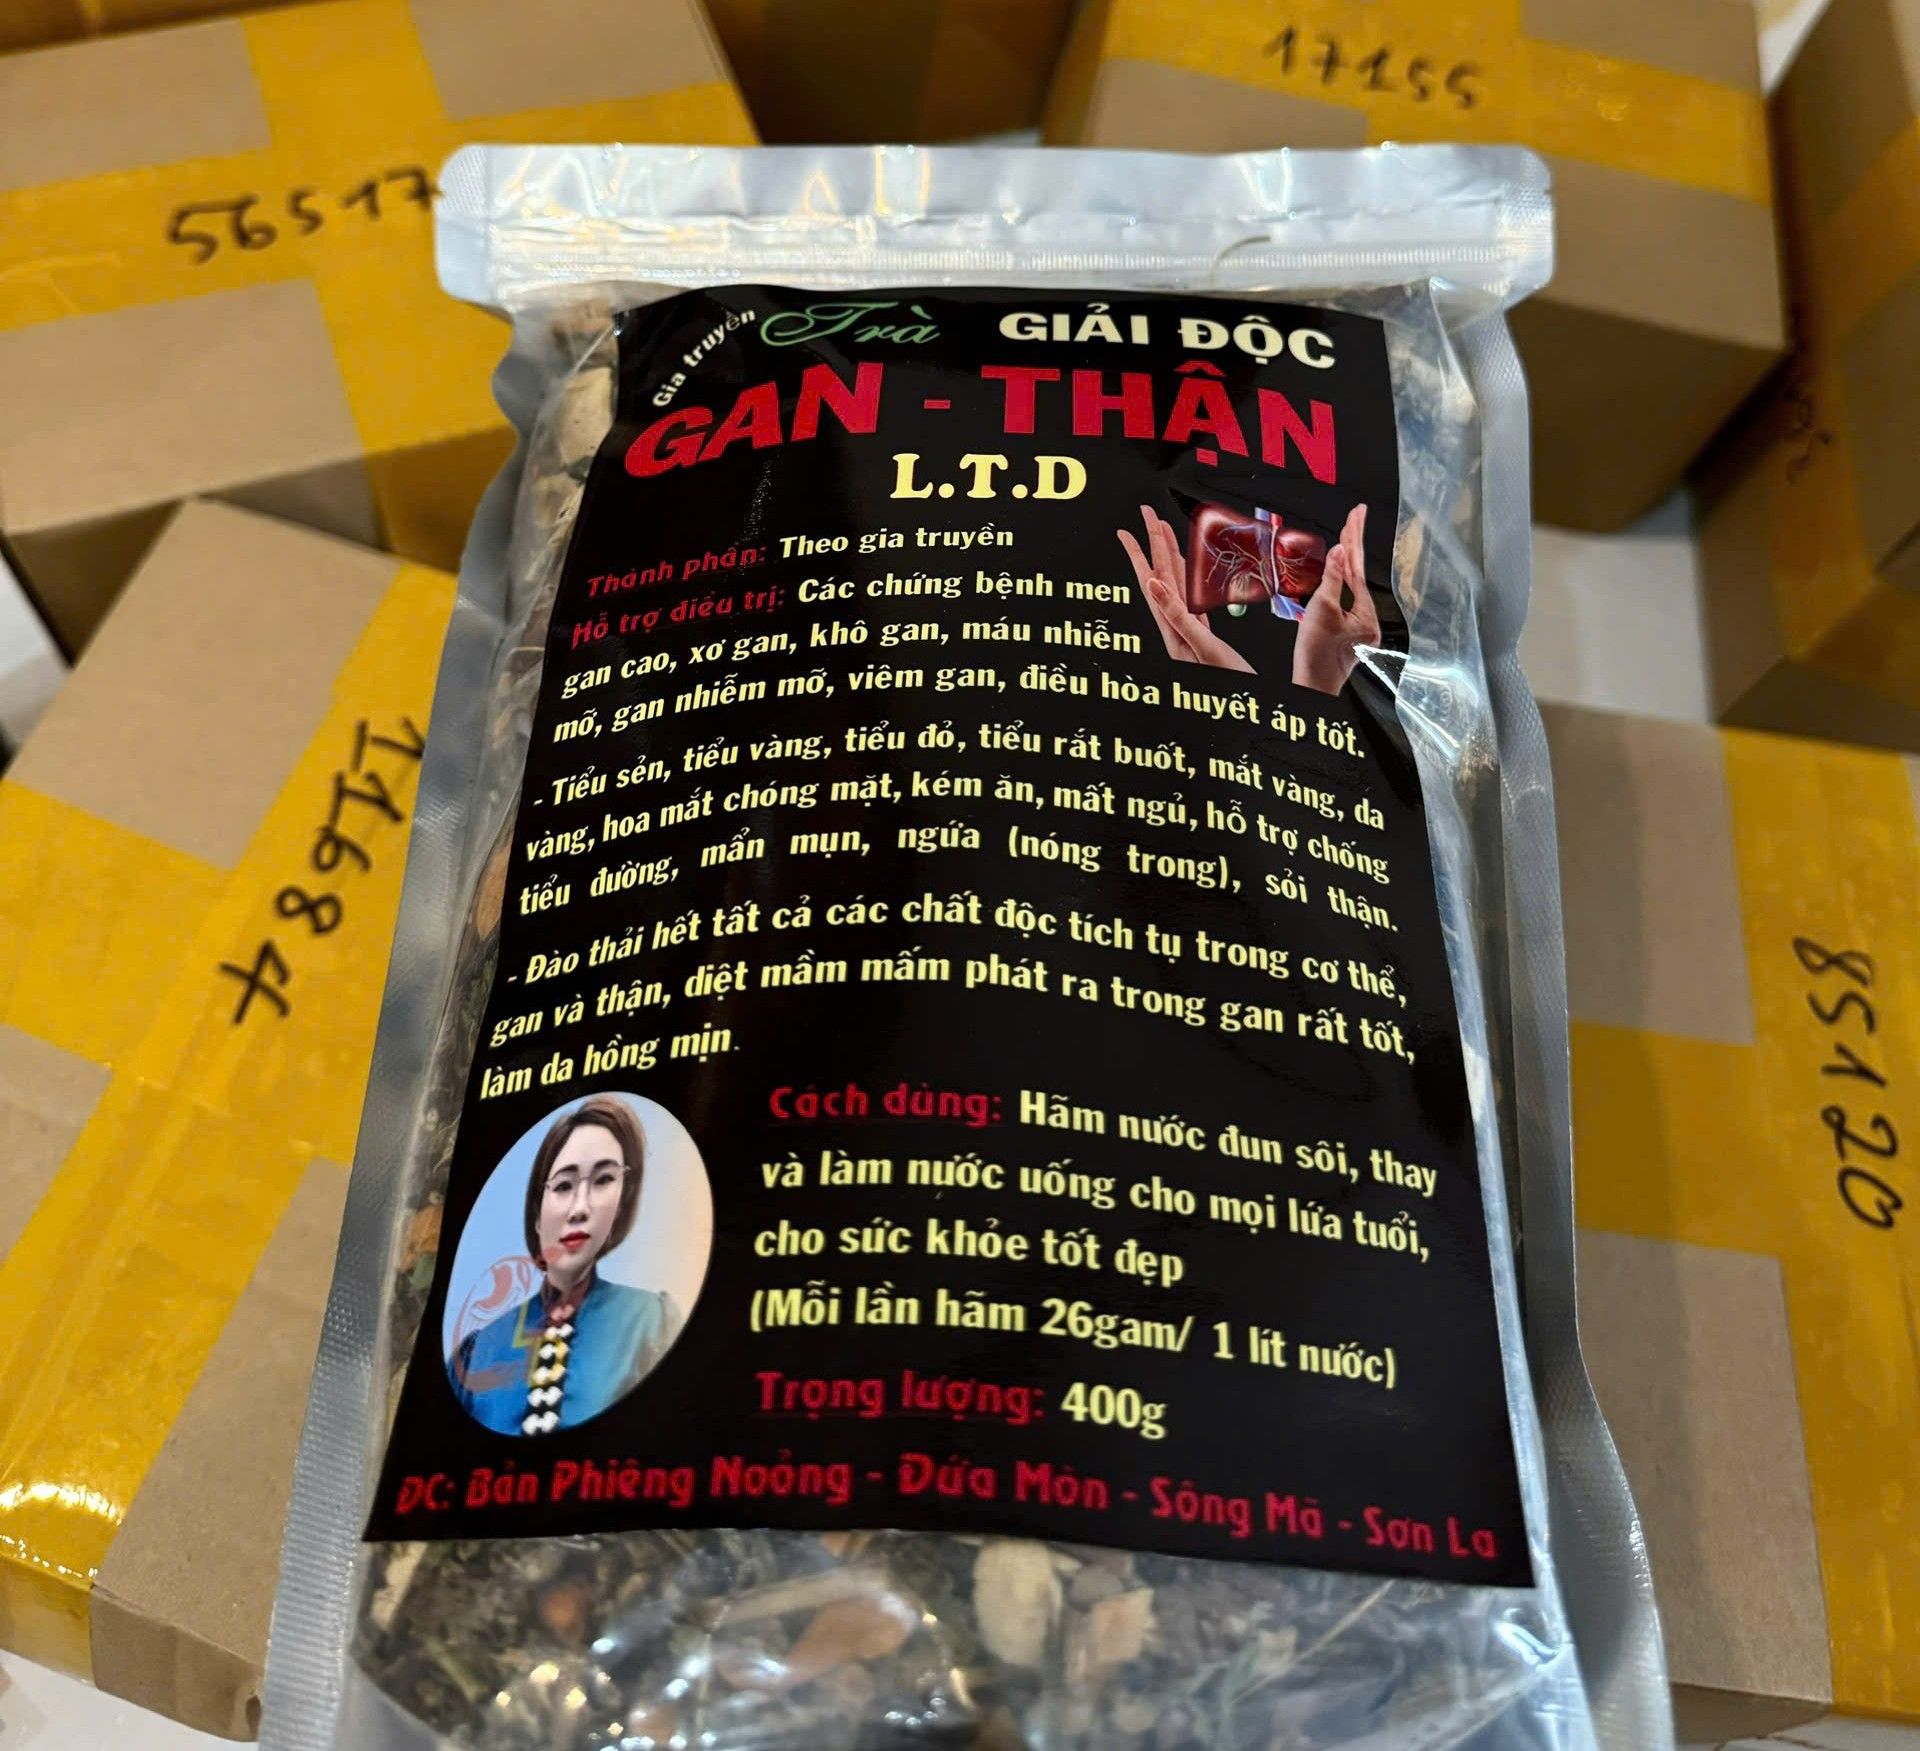 17155
56517
Gia truyền Trà GIẢI ĐỘC
GAN - THẬN
L.T.D
Thành phần: Theo gia truyền
Hỗ trợ điều trị: Các chứng bệnh men
gan cao, xơ gan, khô gan, máu nhiễm
mỡ, gan nhiễm mỡ, viêm gan, điều hòa huyết áp tốt.
- Tiểu sẻn, tiểu vàng, tiểu đỏ, tiểu rắt buốt, mắt vàng, da
vàng, hoa mắt chóng mặt, kém ăn, mất ngủ, hỗ trợ chống
tiểu đường, mẩn mụn, ngứa (nóng trong), sỏi thận.
- Đào thải hết tất cả các chất độc tích tụ trong cơ thể,
gan và thận, diệt mầm mấm phát ra trong gan rất tốt,
làm da hồng mịn.
Cách dùng: Hãm nước đun sôi, thay
và làm nước uống cho mọi lứa tuổi,
cho sức khỏe tốt đẹp
(Mỗi lần hãm 26gam/ 1 lít nước)
Trọng lượng: 400g
ĐC: Bản Phiêng Noỏng - Đứa Mòn - Sông Mã - Sơn La
11684
85120